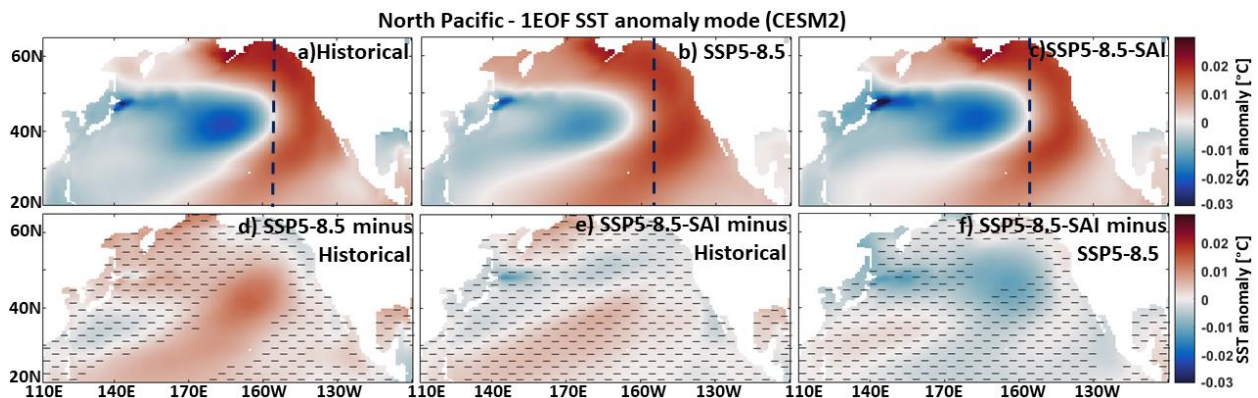 North Pacific - 1EOF SST anomaly mode (CESM2)
60N
40N
20N
a)Historical
b) SSP5-8.5
c)SSP5-8.5-SAI
0.02
0.01
0
-0.01
-0.02
-0.03
SST anomaly [°C]
60N
40N
20N
d) SSP5-8.5 minus
Historical
e) SSP5-8.5-SAI minus
Historical
f) SSP5-8.5-SAI minus
SSP5-8.5
0.02
0.01
0
-0.01
-0.02
-0.03
SST anomaly [°C]
110E 140E 170E 160W 130W 110E 140E 170E 160W 130W 110E 140E 170E 160W 130W